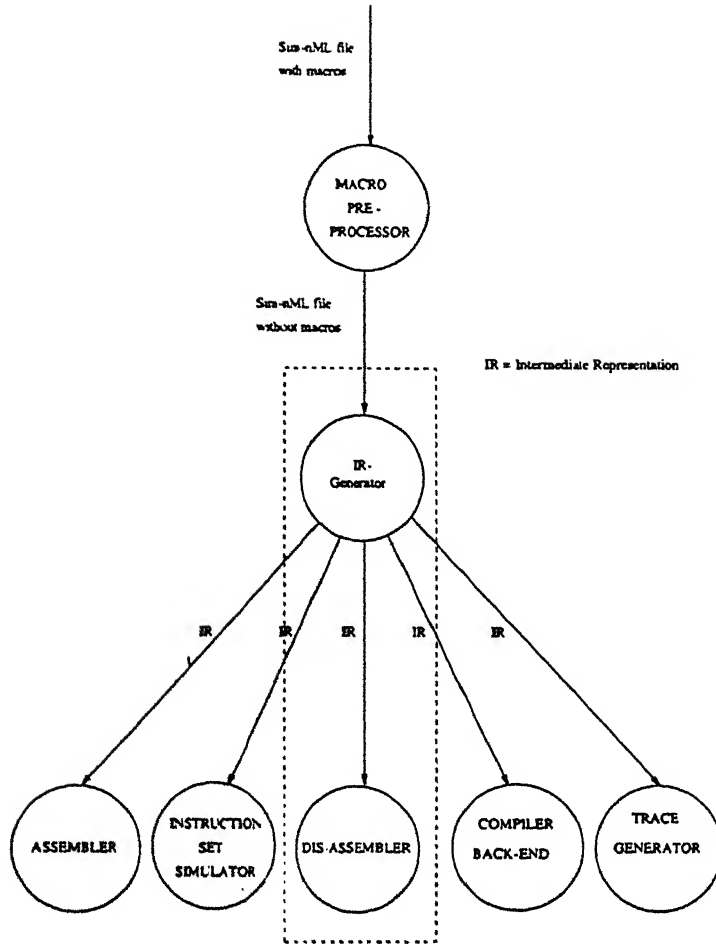 Sim-nML file
with macros
MACRO
PRE -
PROCESSOR
Sim-nML file
without macros
IR = Intermediate Representation
IR-
Generator
IR
IR
IR
IR
IR
ASSEMBLER
INSTRUCTION
SET
SIMULATOR
DIS-ASSEMBLER
COMPILER
BACK-END
TRACE
GENERATOR